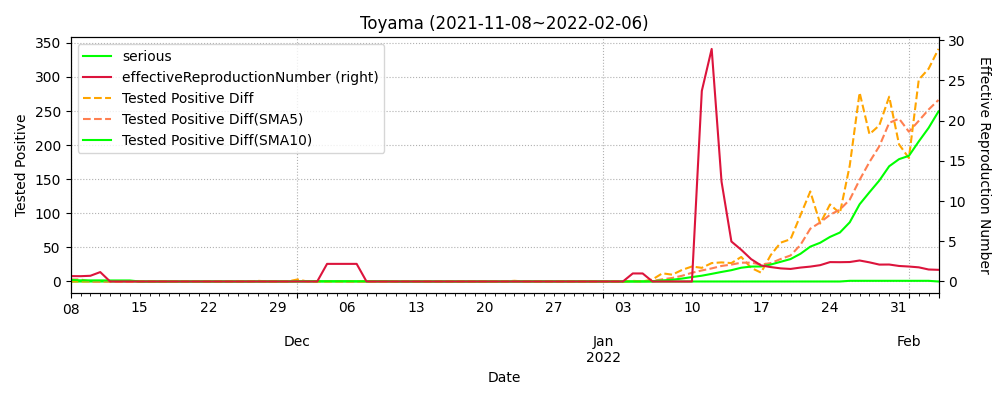 Toyama (2021-11-08~2022-02-06)
350
300
250
200
150
100
50
0
Tested Positive
serious
effectiveReproductionNumber (right)
Tested Positive Diff
Tested Positive Diff(SMA5)
Tested Positive Diff(SMA10)
30
25
20
15
10
5
0
Effective Reproduction Number
08 15 22 29 06 13 20 27 03 10 17 24 31
Dec Jan Feb
2022
Date